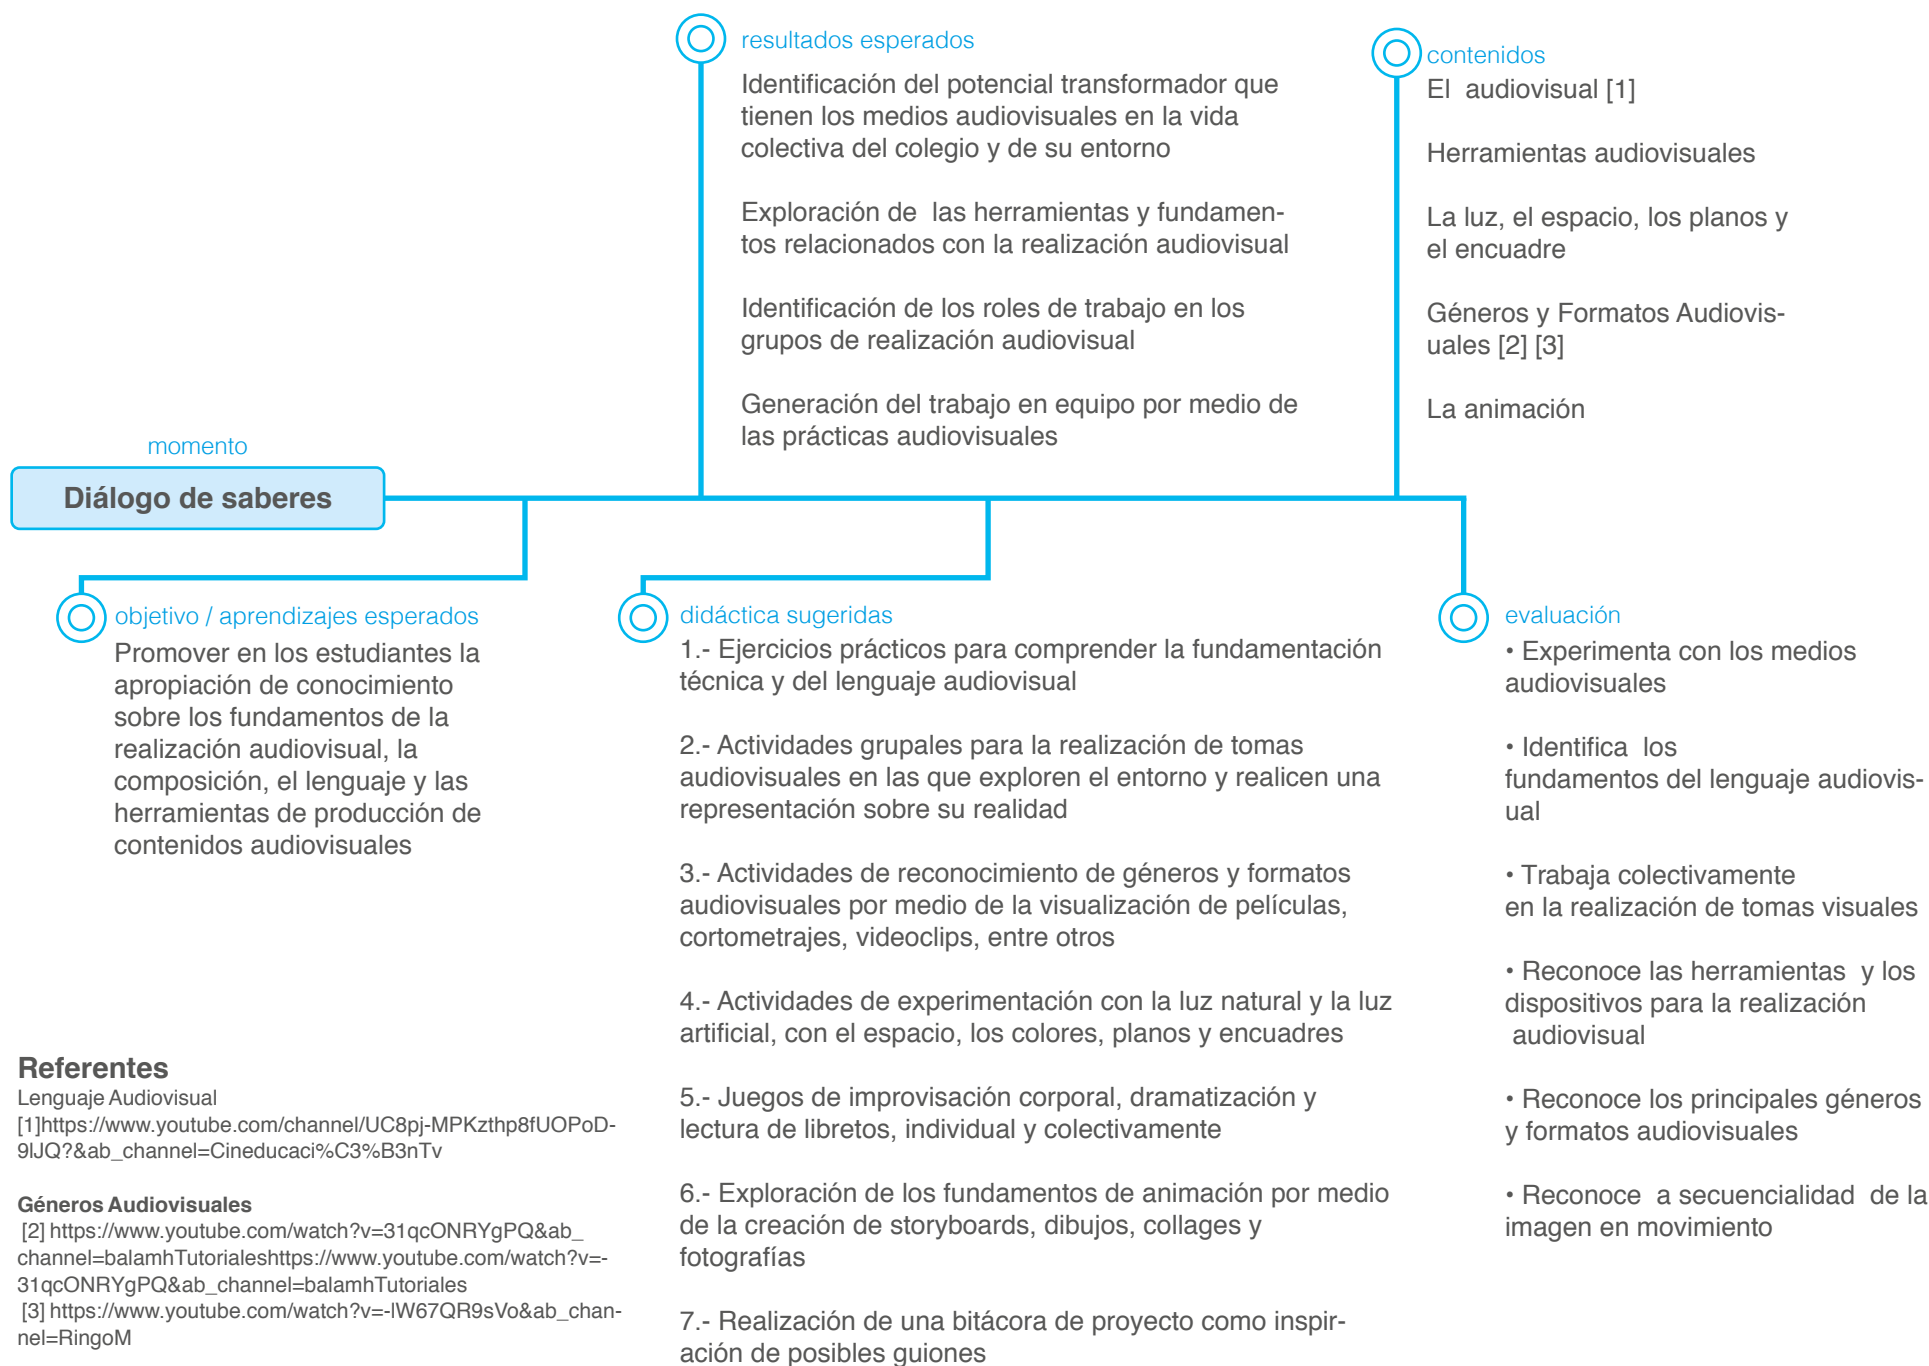 resultados esperados
Identificación del potencial transformador que
tienen los medios audiovisuales en la vida
colectiva del colegio y de su entorno
Exploración de  las herramientas y fundamen-
tos relacionados con la realización audiovisual
Identificación de los roles de trabajo en los
grupos de realización audiovisual
Generación del trabajo en equipo por medio de
las prácticas audiovisuales
contenidos
El  audiovisual [1]
Herramientas audiovisuales
La luz, el espacio, los planos y
el encuadre
Géneros y Formatos Audiovis-
uales [2] [3]
La animación
momento
Diálogo de saberes
objetivo / aprendizajes esperados
Promover en los estudiantes la
apropiación de conocimiento
sobre los fundamentos de la
realización audiovisual, la
composición, el lenguaje y las
herramientas de producción de
contenidos audiovisuales
didáctica sugeridas
1.- Ejercicios prácticos para comprender la fundamentación
técnica y del lenguaje audiovisual
2.- Actividades grupales para la realización de tomas
audiovisuales en las que exploren el entorno y realicen una
representación sobre su realidad
3.- Actividades de reconocimiento de géneros y formatos
audiovisuales por medio de la visualización de películas,
cortometrajes, videoclips, entre otros
4.- Actividades de experimentación con la luz natural y la luz
artificial, con el espacio, los colores, planos y encuadres
5.- Juegos de improvisación corporal, dramatización y
lectura de libretos, individual y colectivamente
6.- Exploración de los fundamentos de animación por medio
de la creación de storyboards, dibujos, collages y
fotografías
7.- Realización de una bitácora de proyecto como inspir-
ación de posibles guiones
evaluación
• Experimenta con los medios
audiovisuales
• Identifica  los
fundamentos del lenguaje audiovis-
ual
• Trabaja colectivamente
en la realización de tomas visuales
• Reconoce las herramientas  y los
dispositivos para la realización
audiovisual
• Reconoce los principales géneros
y formatos audiovisuales
• Reconoce  a secuencialidad  de la
imagen en movimiento
Referentes
Lenguaje Audiovisual
[1]https://www.youtube.com/channel/UC8pj-MPKzthp8fUOPoD-
9lJQ?&ab_channel=Cineducaci%C3%B3nTv
Géneros Audiovisuales
[2] https://www.youtube.com/watch?v=31qcONRYgPQ&ab_
channel=balamhTutorialeshttps://www.youtube.com/watch?v=-
31qcONRYgPQ&ab_channel=balamhTutoriales
[3] https://www.youtube.com/watch?v=-lW67QR9sVo&ab_chan-
nel=RingoM